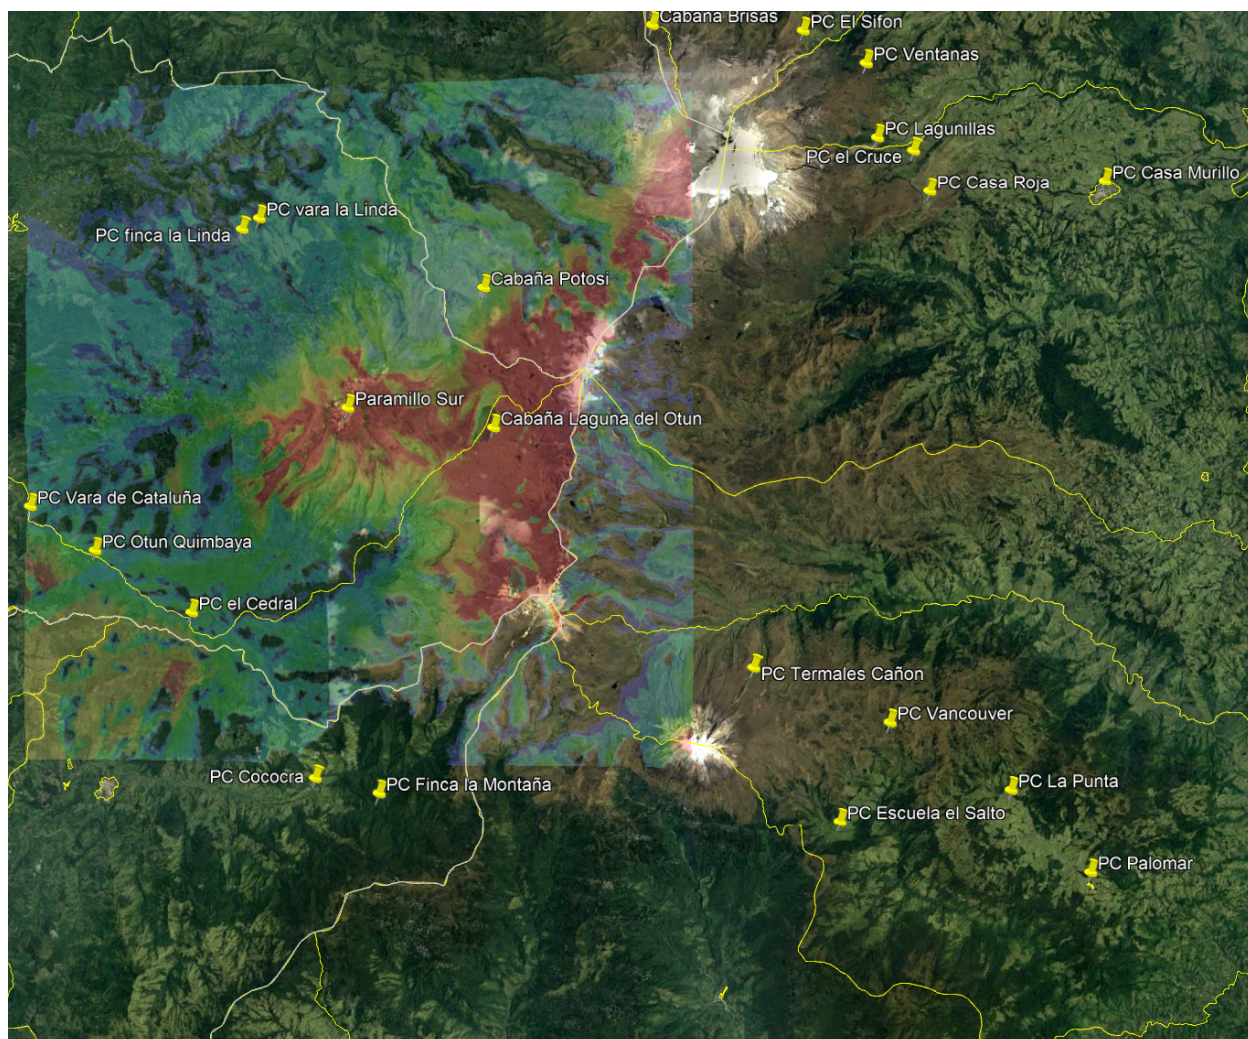 Cabaña Brisas
PC El Sifon
PC Ventanas
PC Lagunillas
PC el Cruce
PC Casa Murillo
PC Casa Roja
PC vara la Linda
PC finca la Linda
Cabaña Potosi
Paramillo Sur
Cabaña Laguna del Otun
PC Vara de Cataluña
PC Otun Quimbaya
PC el Cedral
PC Termales Cañon
PC Vancouver
PC Cococra
PC Finca la Montaña
PC La Punta
PC Escuela el Salto
PC Palomar